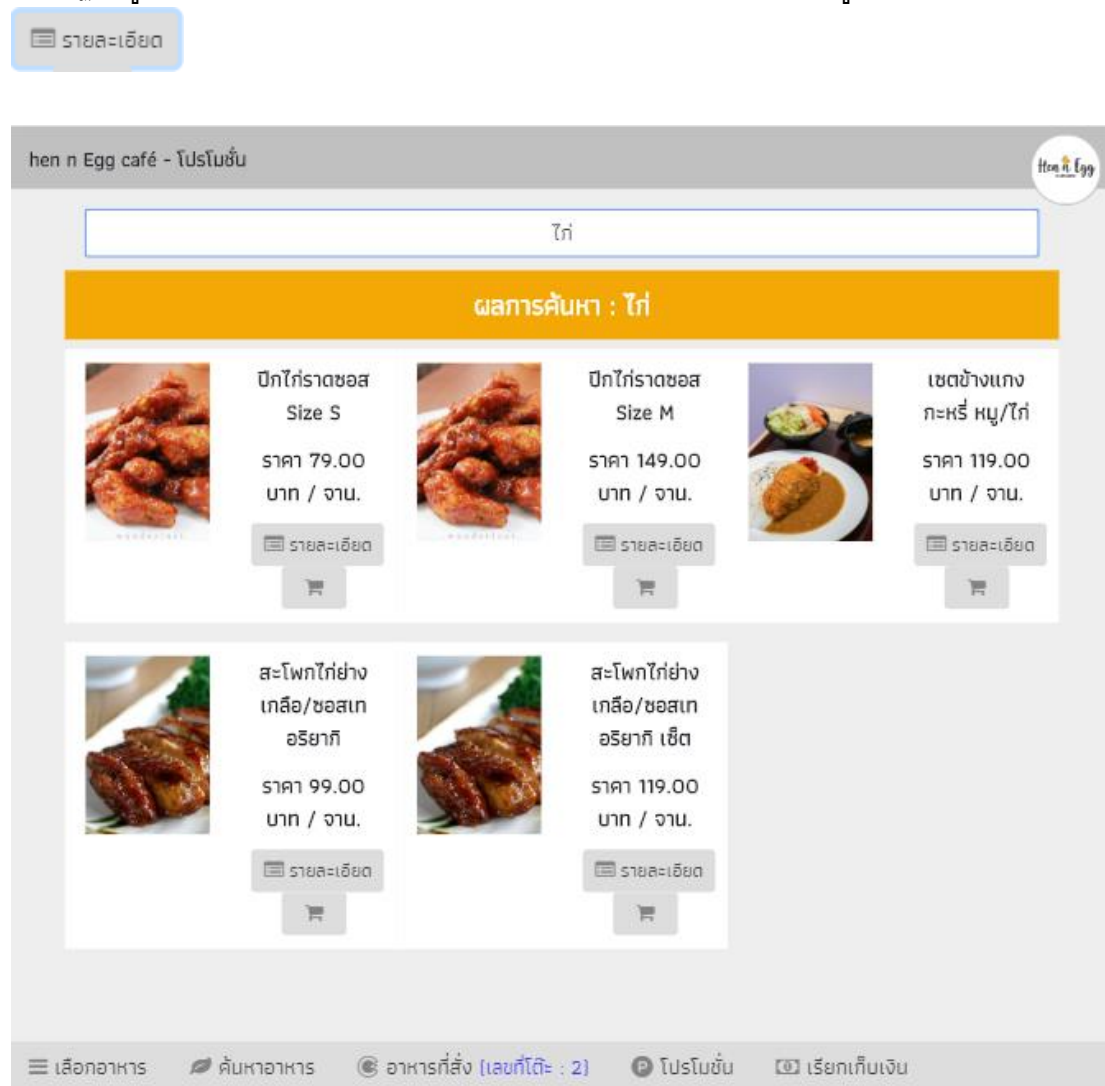 รายละเอียด
hen n Egg café - โปรโมชั่น
Hen n Egg
ไก่
ผลการค้นหา : ไก่
ปีกไก่ราดซอส
Size S
ราคา 79.00
บาท / จาน.
รายละเอียด
ปีกไก่ราดซอส
Size M
ราคา 149.00
บาท / จาน.
รายละเอียด
เซตข้างแกง
กะหรี่ หมู/ไก่
ราคา 119.00
บาท / จาน.
รายละเอียด
สะโพกไก่ย่าง
เกลือ/ซอสเท
อริยากิ
ราคา 99.00
บาท / จาน.
รายละเอียด
สะโพกไก่ย่าง
เกลือ/ซอสเท
อริยากิ เซ็ต
ราคา 119.00
บาท / จาน.
รายละเอียด
เลือกอาหาร ค้นหาอาหาร อาหารที่สั่ง (เลขที่โต๊ะ : 2) โปรโมชั่น เรียกเก็บเงิน